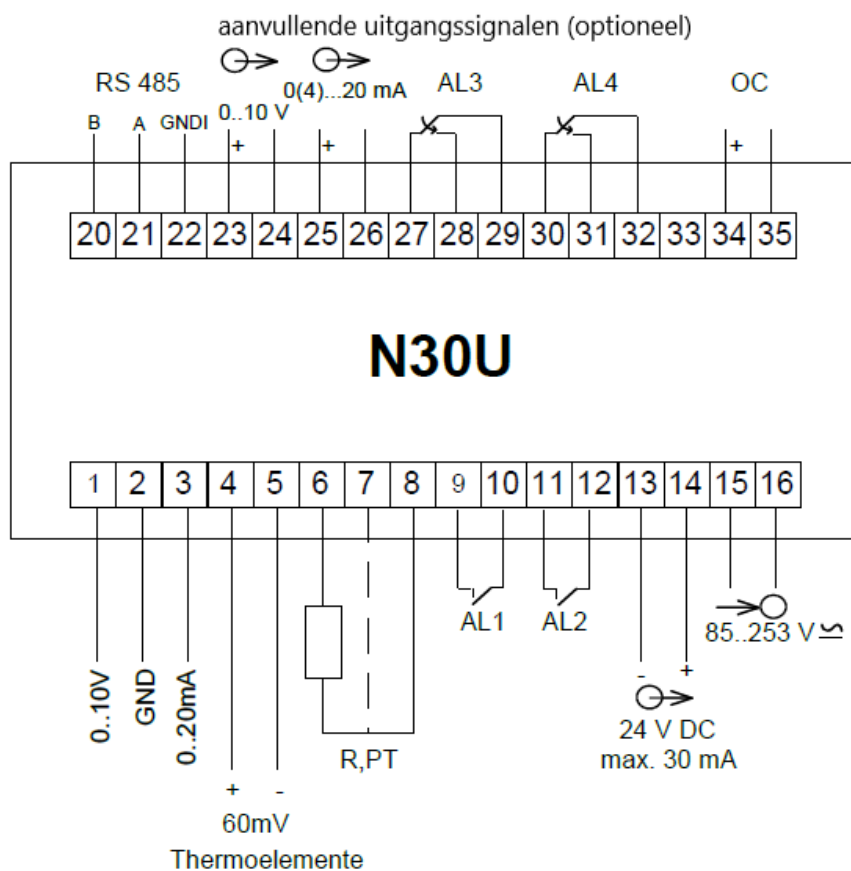 aanvullende uitgangssignalen (optioneel)
RS 485
0(4)...20 mA
AL3
AL4
OC
B
A
GNDI
0..10 V
+
+
+
20 21 22 23 24 25 26 27 28 29 30 31 32 33 34 35
N30U
1 2 3 4 5 6 7 8 9 10 11 12 13 14 15 16
AL1
AL2
85..253 V
0..10V
GND
0..20mA
- +
24 V DC
max. 30 mA
R,PT
+ -
60mV
Thermoelemente